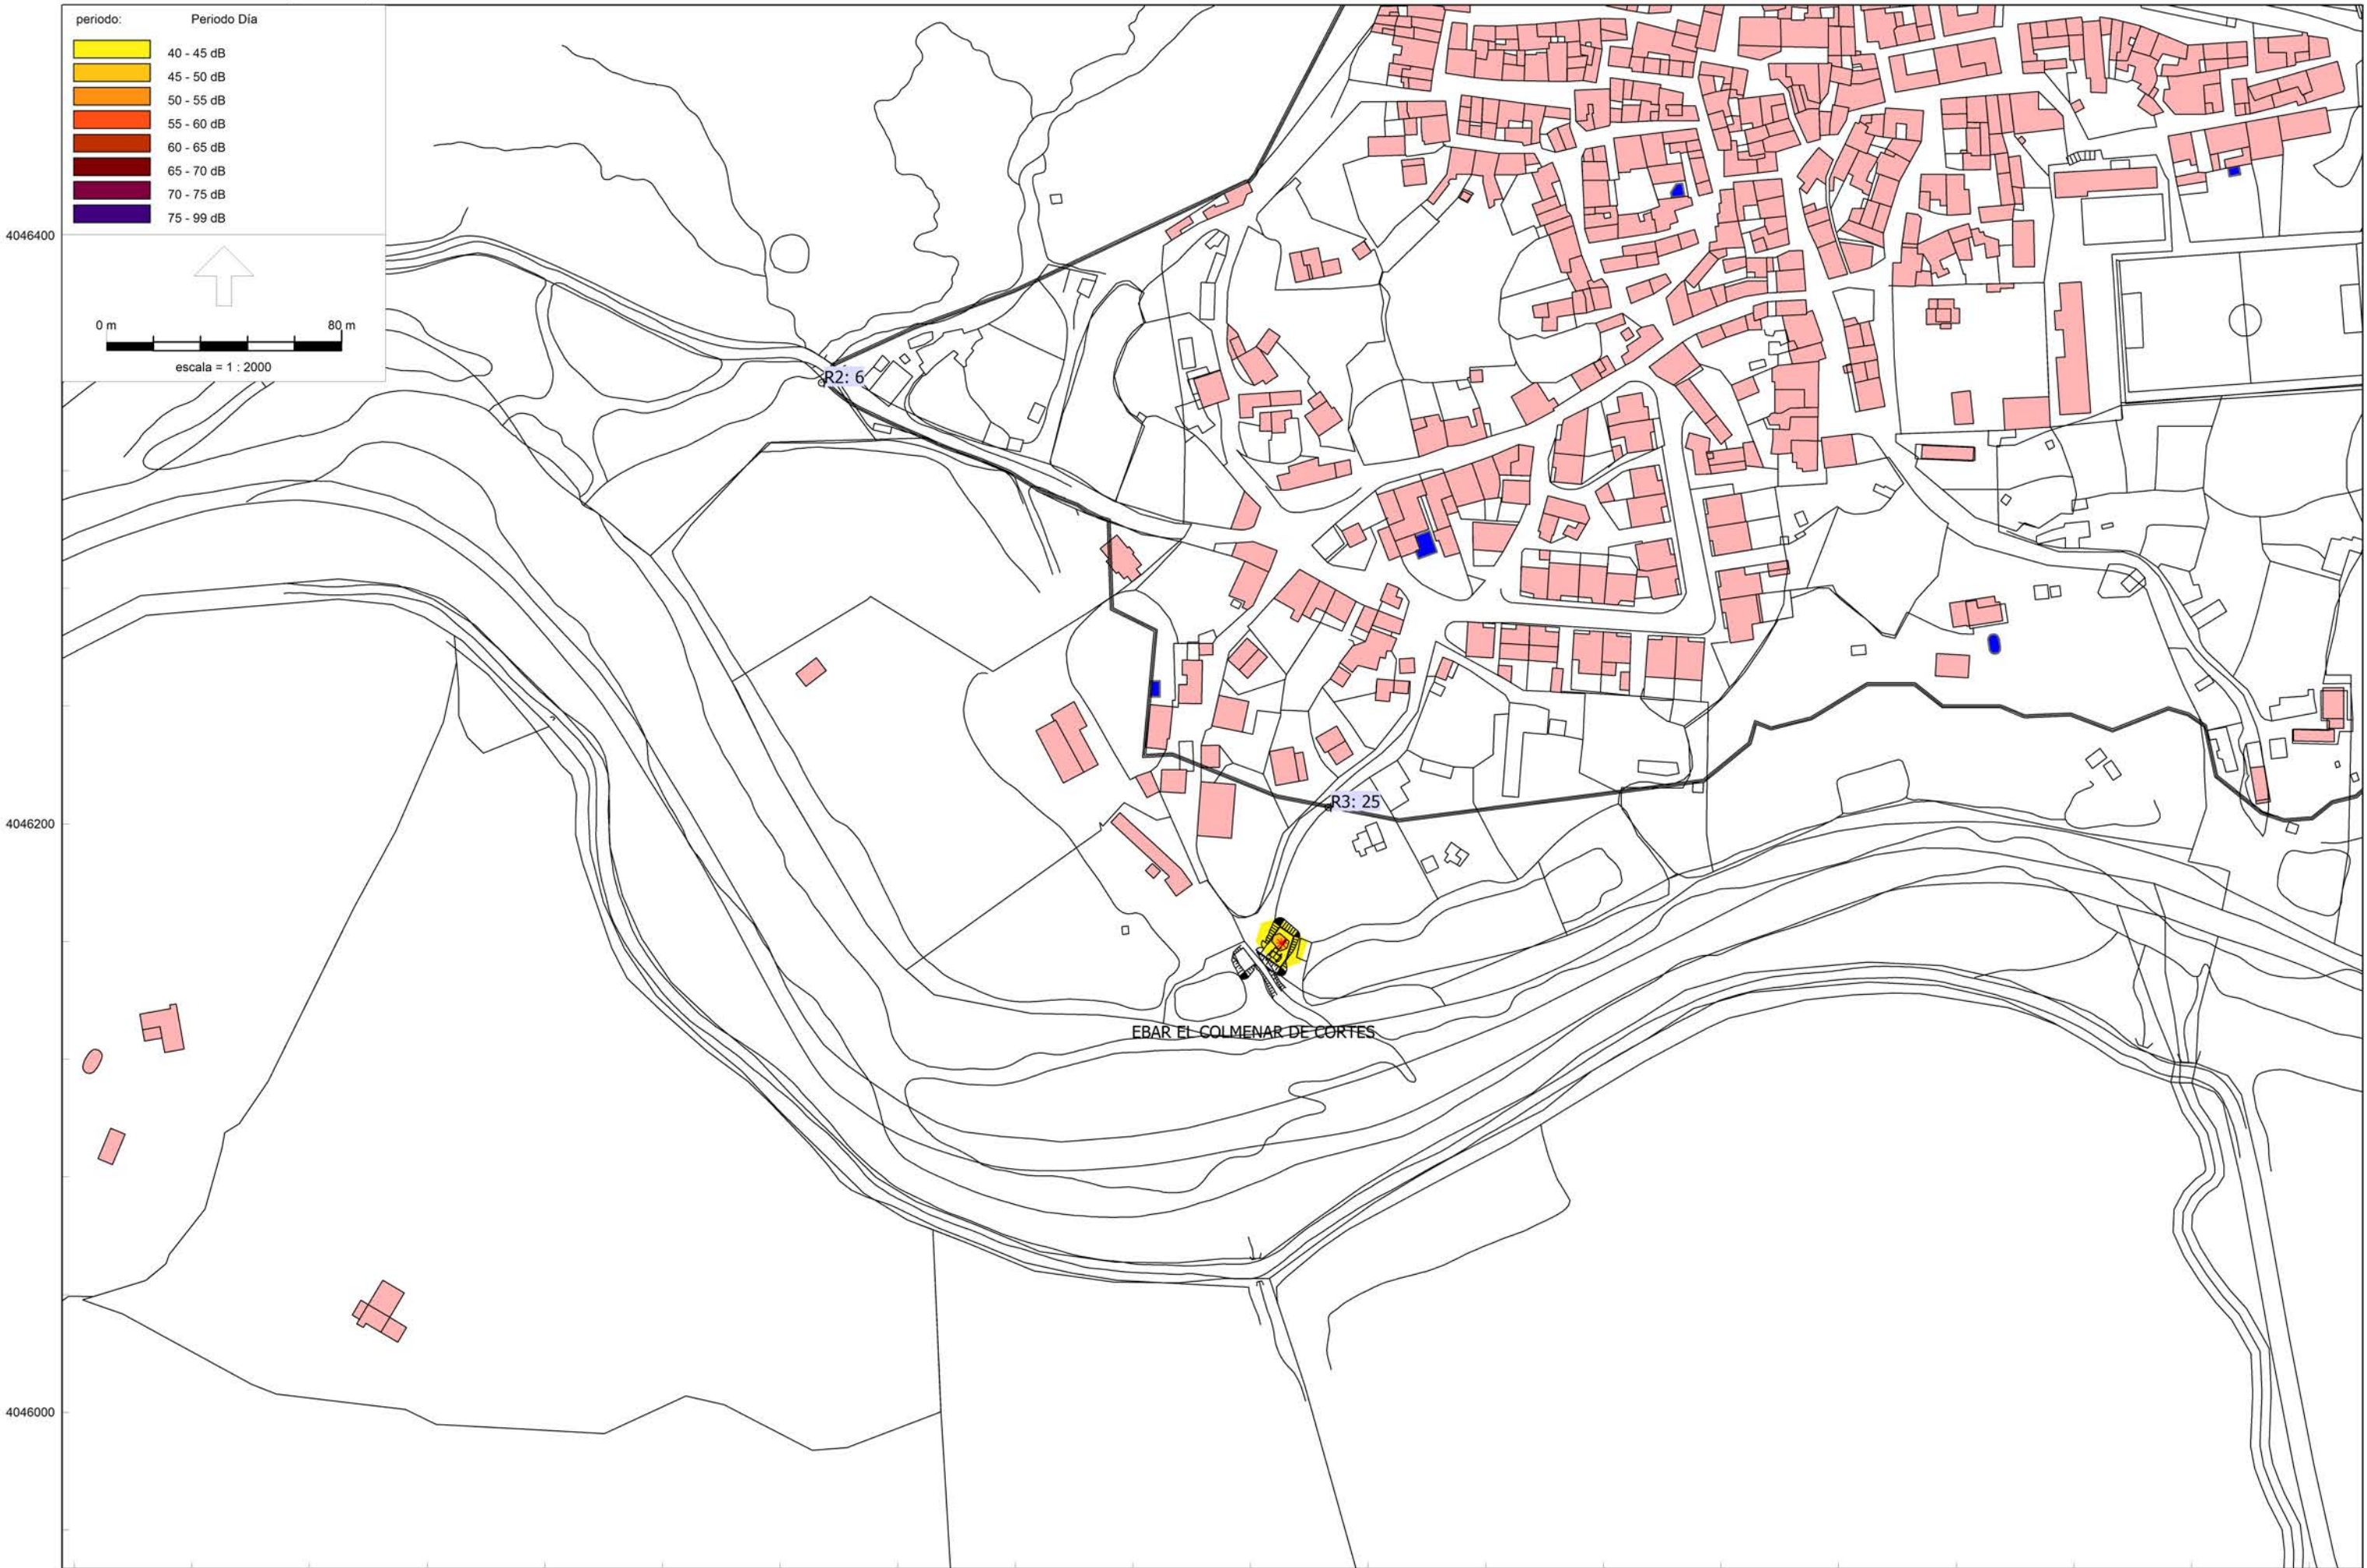 periodo: Periodo Día
40 - 45 dB
45 - 50 dB
50 - 55 dB
55 - 60 dB
60 - 65 dB
65 - 70 dB
70 - 75 dB
75 - 99 dB
4046400
0 m 80 m
escala = 1 : 2000
R2: 6
4046200
R3: 25
EBAR EL COLMENAR DE CORTES
4046000